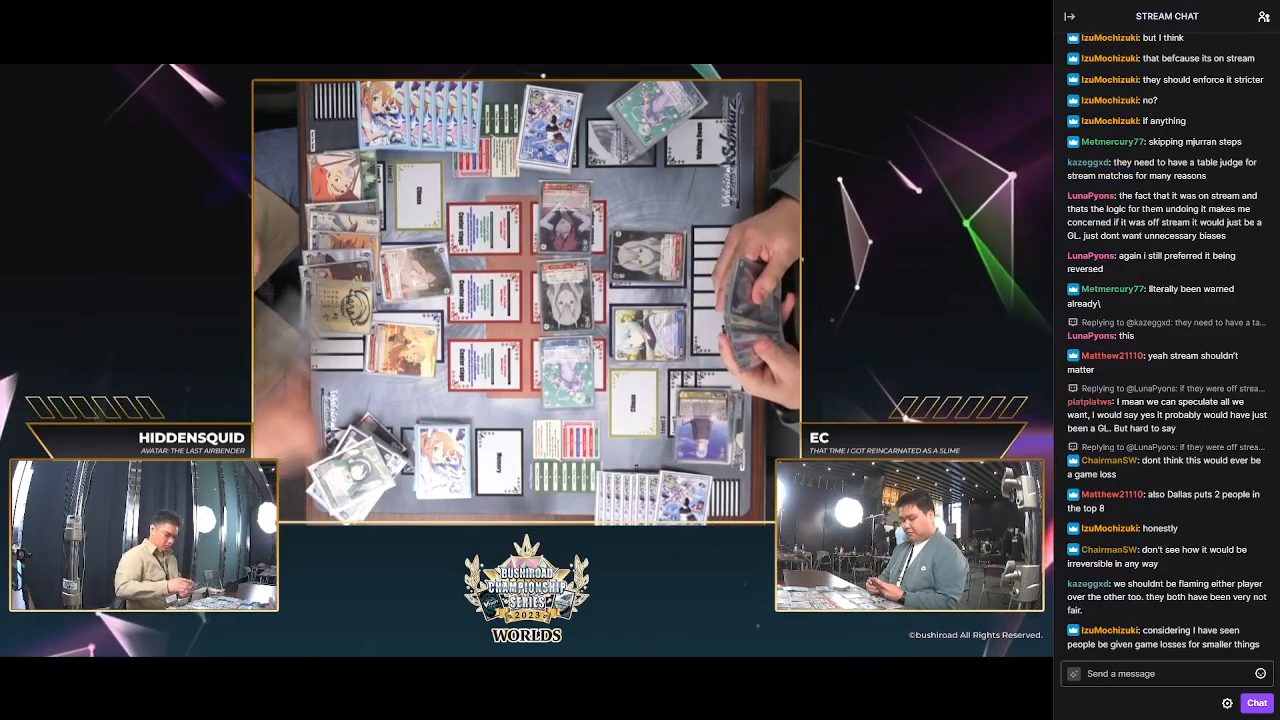 STREAM CHAT
IzuMochizuki: but I think
IzuMochizuki: that befcause its on stream
IzuMochizuki: they should enforce it stricter
IzuMochizuki: no?
IzuMochizuki: if anything
Metmercury77: skipping mjurran steps
kazeggxd: they need to have a table judge for
stream matches for many reasons
LunaPyons: the fact that it was on stream and
thats the logic for them undoing it makes me
concerned if it was off stream it would just be a
GL. just dont want unnecessary biases
LunaPyons: again i still preferred it being
reversed
Metmercury77: literally been warned
already\
Replying to @kazeggxd: they need to have a ta...
LunaPyons: this
Matthew21110: yeah stream shouldn't
matter
Replying to @LunaPyons: if they were off strea...
platplatws: I mean we can speculate all we
want, I would say yes it probably would have just
been a GL. But hard to say
Replying to @LunaPyons: if they were off strea...
ChairmanSW: dont think this would ever be
a game loss
Matthew21110: also Dallas puts 2 people in
the top 8
IzuMochizuki: honestly
ChairmanSW: don't see how it would be
irreversible in any way
kazeggxd: we shouldnt be flaming either player
over the other too. they both have been very not
fair.
IzuMochizuki: considering I have seen
people be given game losses for smaller things
Send a message
Chat
HIDDENSQUID
AVATAR: THE LAST AIRBENDER
EC
THAT TIME I GOT REINCARNATED AS A SLIME
Climax
Center stage
Center stage
Center stage
Climax
Memory
Waiting Room
BUSHIROAD
CHAMPIONSHIP
SERIES
2023
WORLDS
©bushiroad All Rights Reserved.